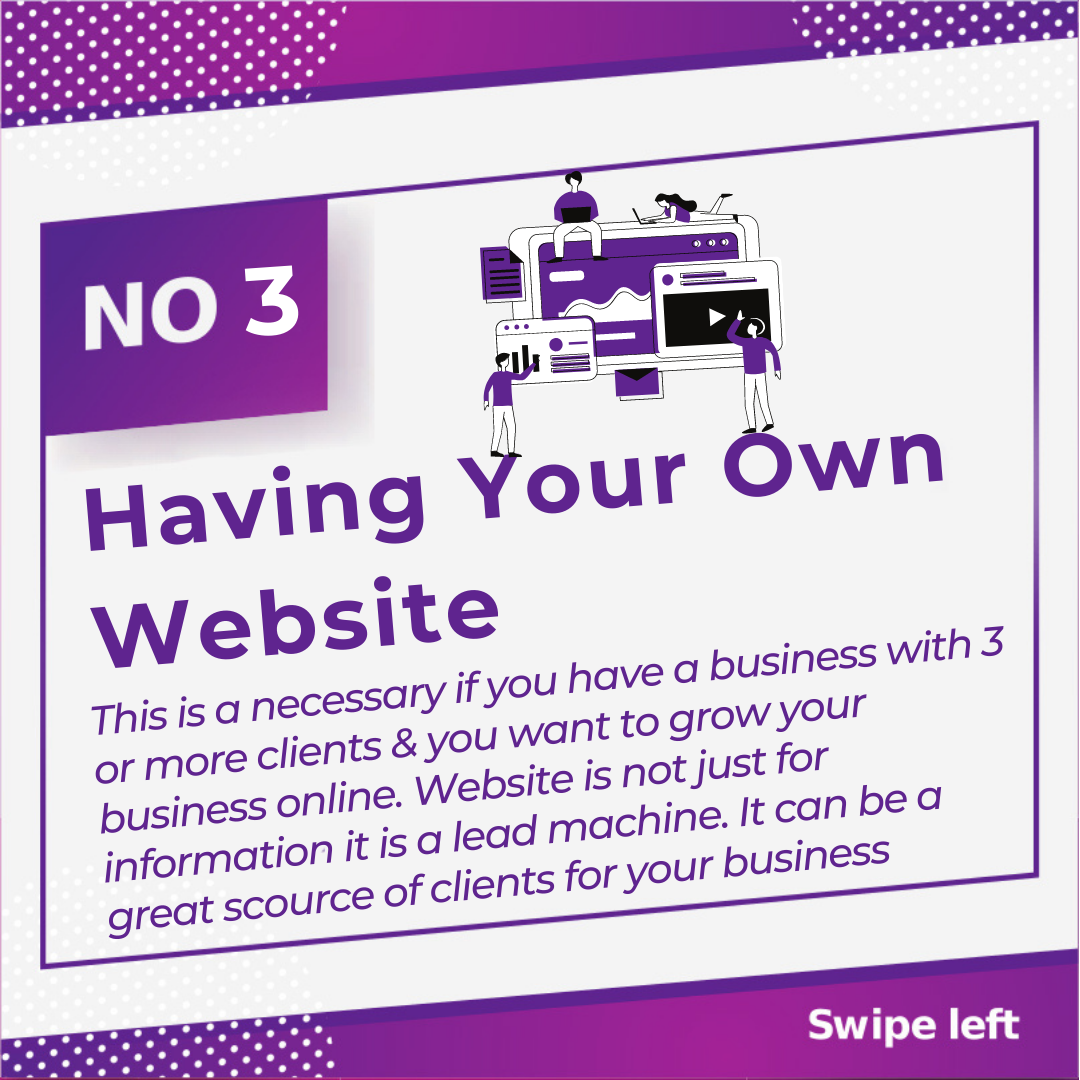 NO 3
Having Your Own
Website
This is a necessary if you have a business with 3
or more clients & you want to grow your
business online. Website is not just for
information it is a lead machine. It can be a
great scource of clients for your business
Swipe left